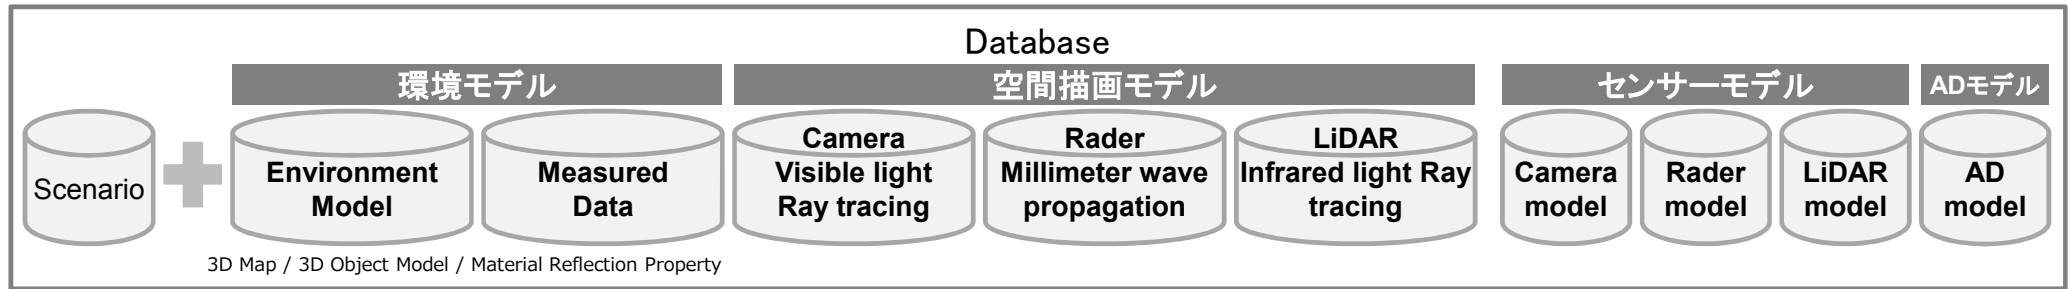 Database
環境モデル
空間描画モデル
センサーモデル
ADモデル
Scenario
Environment
Model
Measured
Data
Camera
Visible light
Ray tracing
Rader
Millimeter wave
propagation
LiDAR
Infrared light Ray
tracing
Camera
model
Rader
model
LiDAR
model
AD
model
3D Map / 3D Object Model / Material Reflection Property